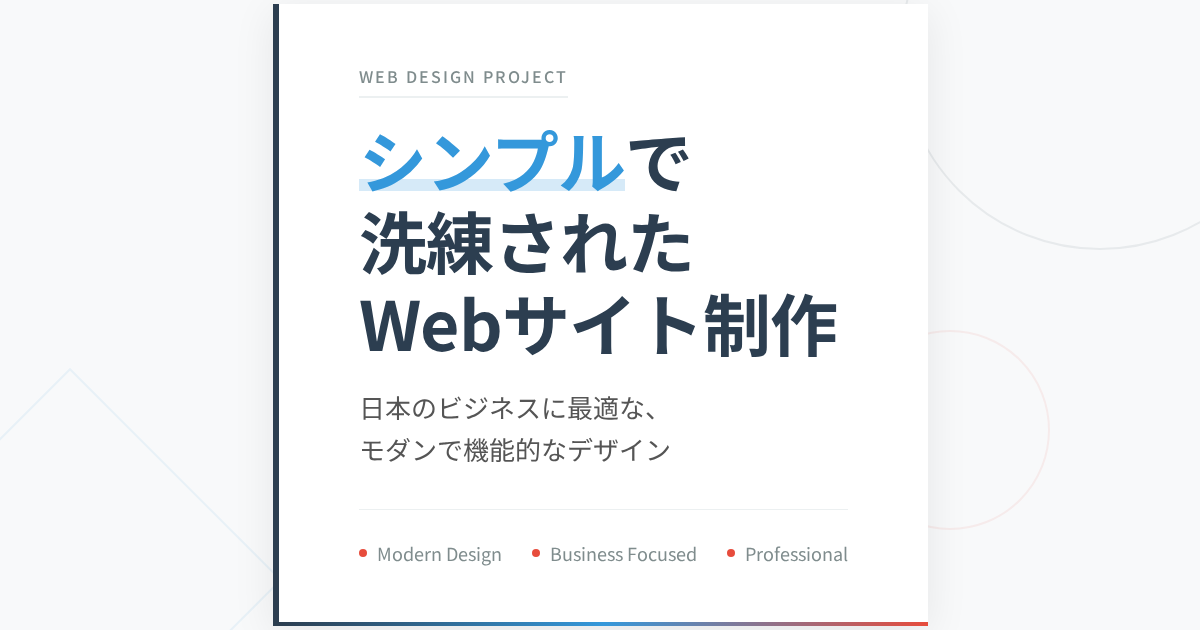 WEB DESIGN PROJECT
シンプルで
洗練された
Webサイト制作
日本のビジネスに最適な、
モダンで機能的なデザイン
Modern Design Business Focused Professional